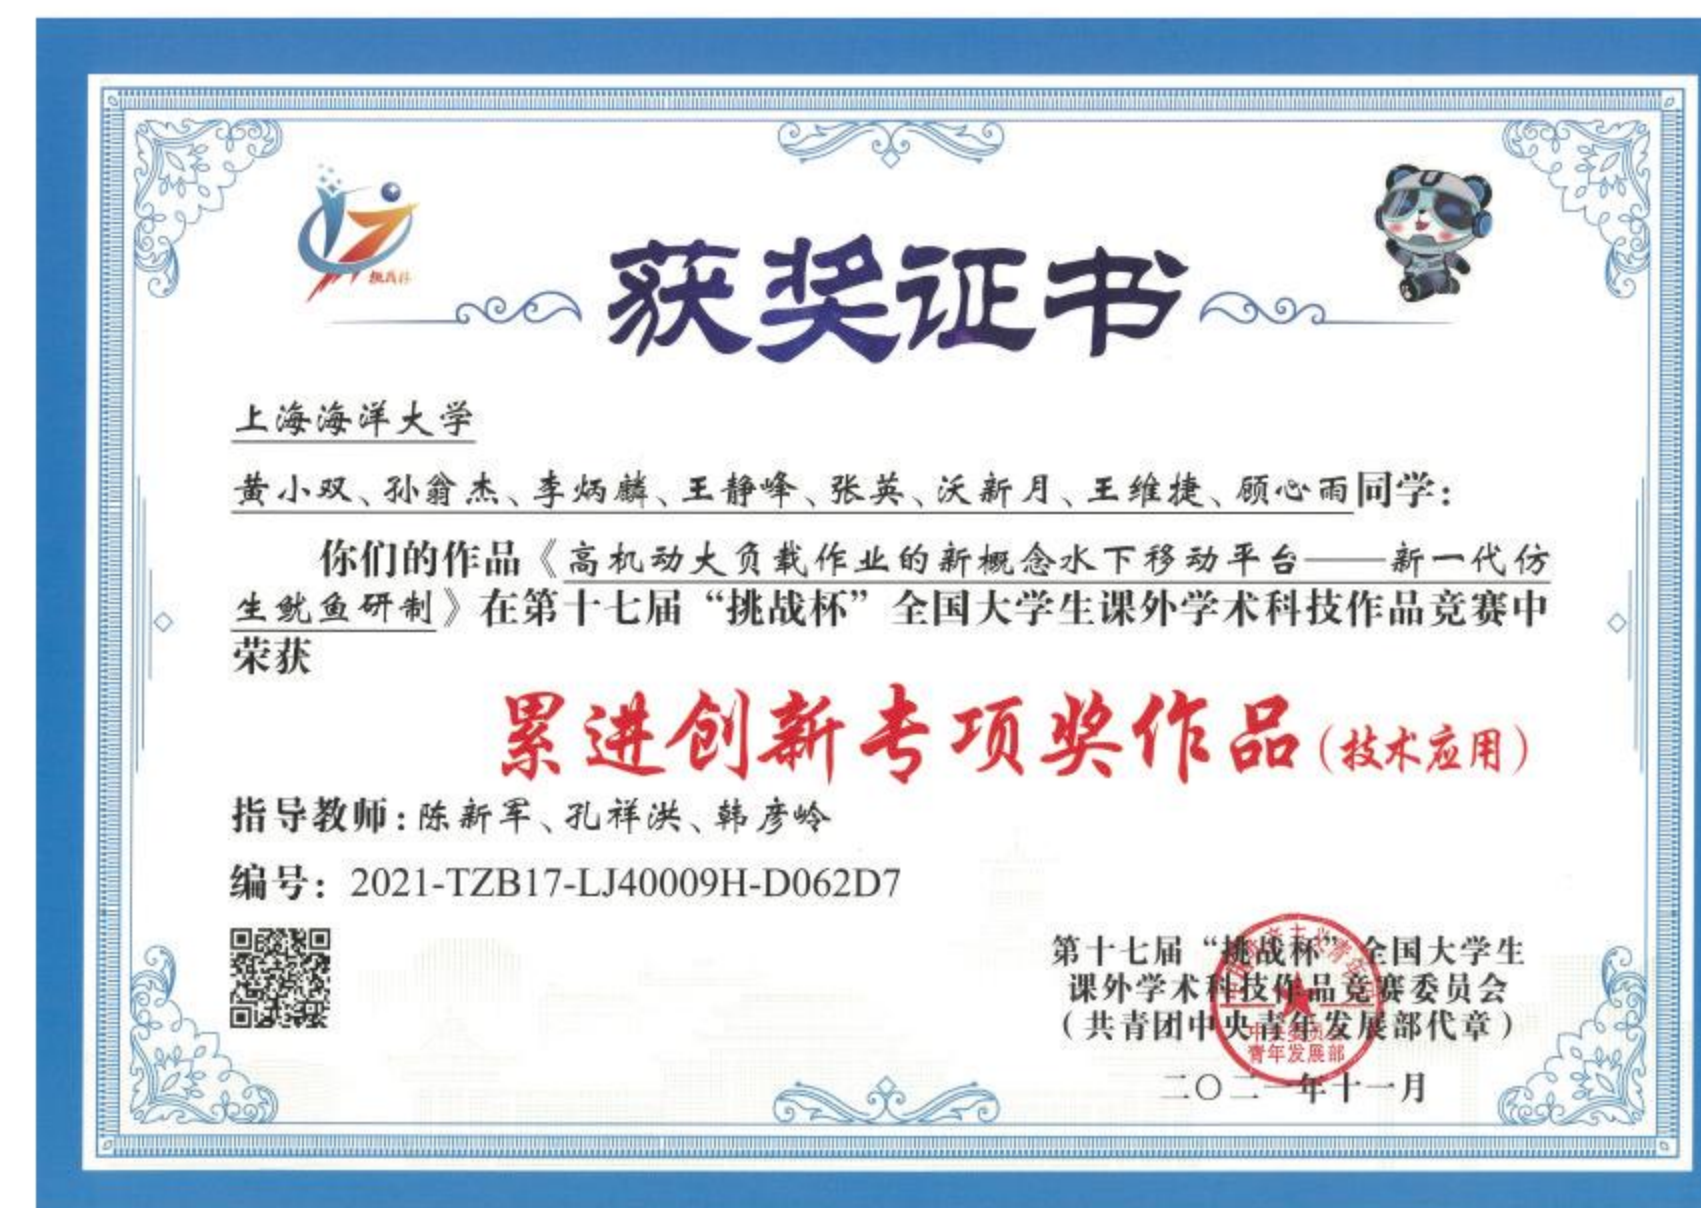 挑战杯
获奖证书
上海海洋大学
黄小双、孙翁杰、李炳麟、王静峰、张英、沃新月、王维捷、顾心雨同学：
你们的作品《高机动大负载作业的新概念水下移动平台——新一代仿
生鱿鱼研制》在第十七届“挑战杯”全国大学生课外学术科技作品竞赛中
荣获
累进创新专项奖作品（技术应用）
指导教师：陈新军、孔祥洪、韩彦岭
编号：2021-TZB17-LJ40009H-D062D7
第十七届“挑战杯”全国大学生
课外学术科技作品竞赛委员会
（共青团中央青年发展部代章）
青年发展部
二〇二一年十一月